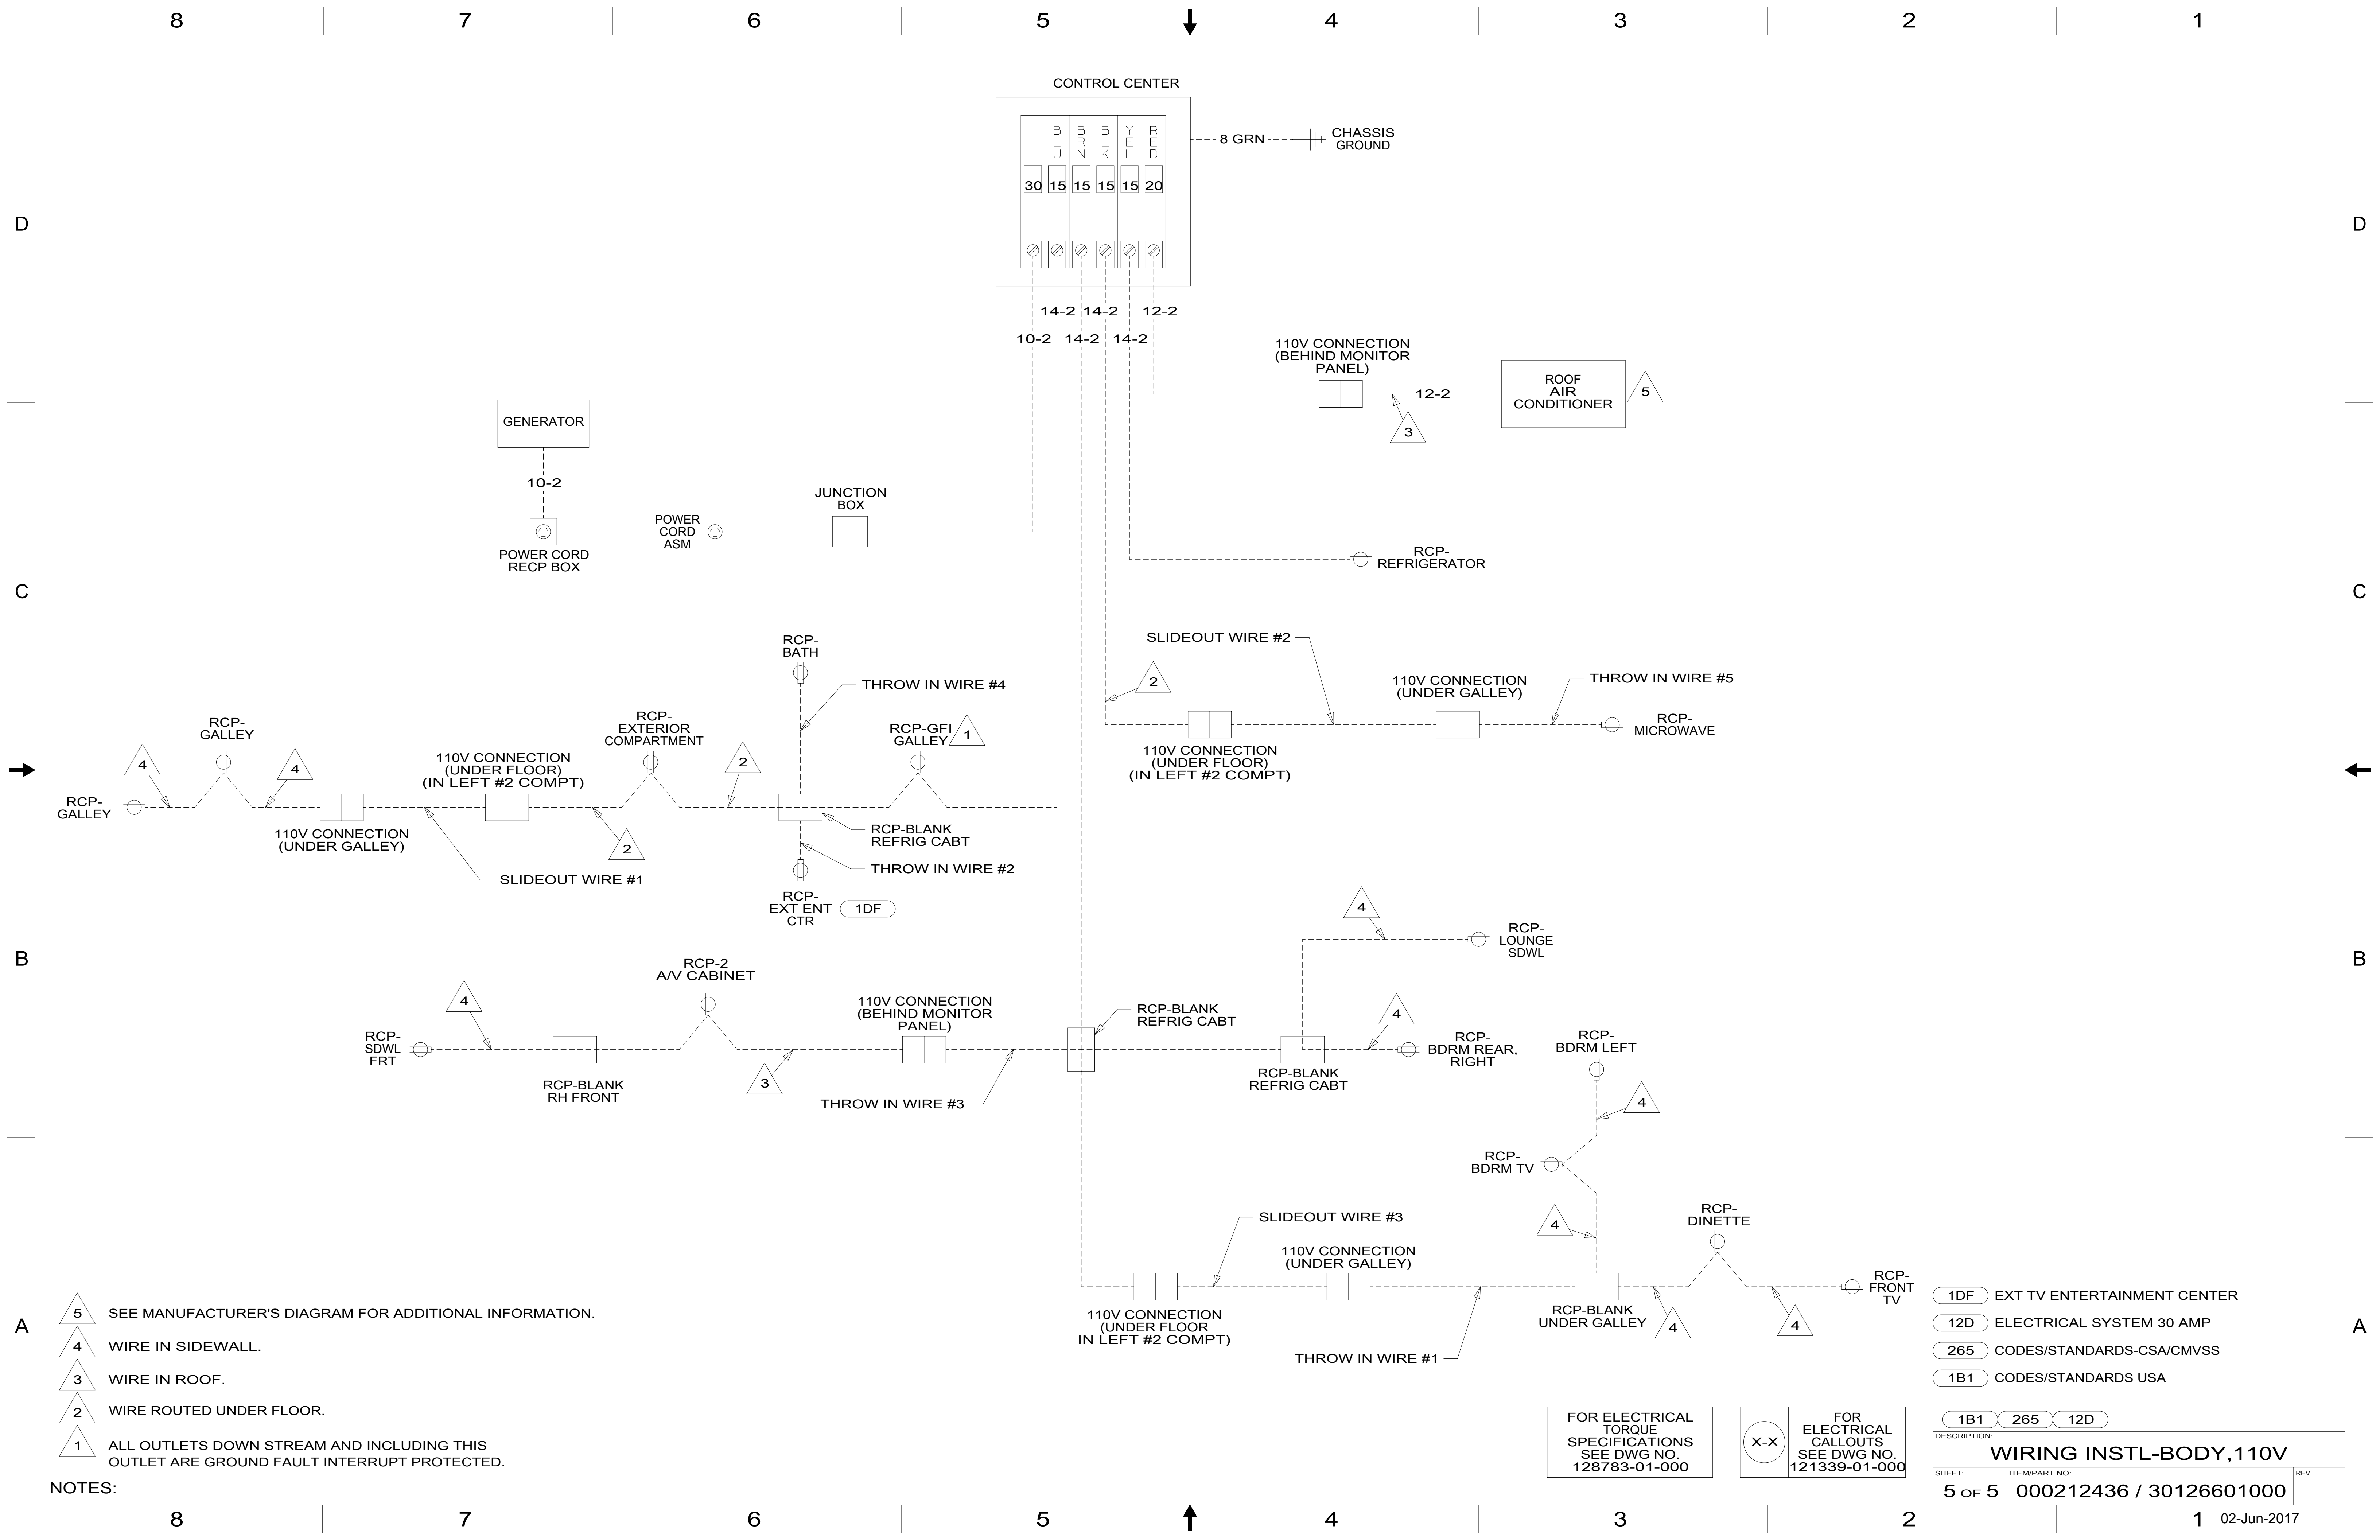 8 7 6 5 4 3 2 1
CONTROL CENTER
BLU BRN BLK YEL RED
30 15 15 15 15 20
8 GRN
CHASSIS
GROUND
D
D
14-2 14-2 12-2
10-2 14-2 14-2
110V CONNECTION
(BEHIND MONITOR
PANEL)
12-2
3
ROOF
AIR
CONDITIONER
5
GENERATOR
10-2
POWER CORD
RECP BOX
POWER
CORD
ASM
JUNCTION
BOX
RCP-
REFRIGERATOR
C
C
RCP-
BATH
THROW IN WIRE #4
SLIDEOUT WIRE #2
2
110V CONNECTION
(UNDER GALLEY)
THROW IN WIRE #5
RCP-
MICROWAVE
110V CONNECTION
(UNDER FLOOR)
(IN LEFT #2 COMPT)
RCP-
GALLEY
4
RCP-
GALLEY
4
110V CONNECTION
(UNDER GALLEY)
110V CONNECTION
(UNDER FLOOR)
(IN LEFT #2 COMPT)
SLIDEOUT WIRE #1
2
RCP-
EXTERIOR
COMPARTMENT
2
RCP-GFI
GALLEY
1
RCP-BLANK
REFRIG CABT
THROW IN WIRE #2
RCP-
EXT ENT
CTR
1DF
B
B
4
RCP-
LOUNGE
SDWL
RCP-2
A/V CABINET
4
RCP-
SDWL
FRT
RCP-BLANK
RH FRONT
3
110V CONNECTION
(BEHIND MONITOR
PANEL)
THROW IN WIRE #3
RCP-BLANK
REFRIG CABT
RCP-BLANK
REFRIG CABT
4
RCP-
BDRM REAR,
RIGHT
RCP-
BDRM LEFT
4
RCP-
BDRM TV
4
SLIDEOUT WIRE #3
110V CONNECTION
(UNDER GALLEY)
110V CONNECTION
(UNDER FLOOR
IN LEFT #2 COMPT)
THROW IN WIRE #1
RCP-BLANK
UNDER GALLEY
4
RCP-
DINETTE
4
RCP-
FRONT
TV
A
A
5 SEE MANUFACTURER'S DIAGRAM FOR ADDITIONAL INFORMATION.
4 WIRE IN SIDEWALL.
3 WIRE IN ROOF.
2 WIRE ROUTED UNDER FLOOR.
1 ALL OUTLETS DOWN STREAM AND INCLUDING THIS
OUTLET ARE GROUND FAULT INTERRUPT PROTECTED.
NOTES:
1DF EXT TV ENTERTAINMENT CENTER
12D ELECTRICAL SYSTEM 30 AMP
265 CODES/STANDARDS-CSA/CMVSS
1B1 CODES/STANDARDS USA
FOR ELECTRICAL
TORQUE
SPECIFICATIONS
SEE DWG NO.
128783-01-000
X-X
FOR
ELECTRICAL
CALLOUTS
SEE DWG NO.
121339-01-000
1B1 265 12D
DESCRIPTION:
WIRING INSTL-BODY,110V
SHEET: ITEM/PART NO: REV
5 OF 5 000212436 / 30126601000
8 7 6 5 4 3 2 1
02-Jun-2017